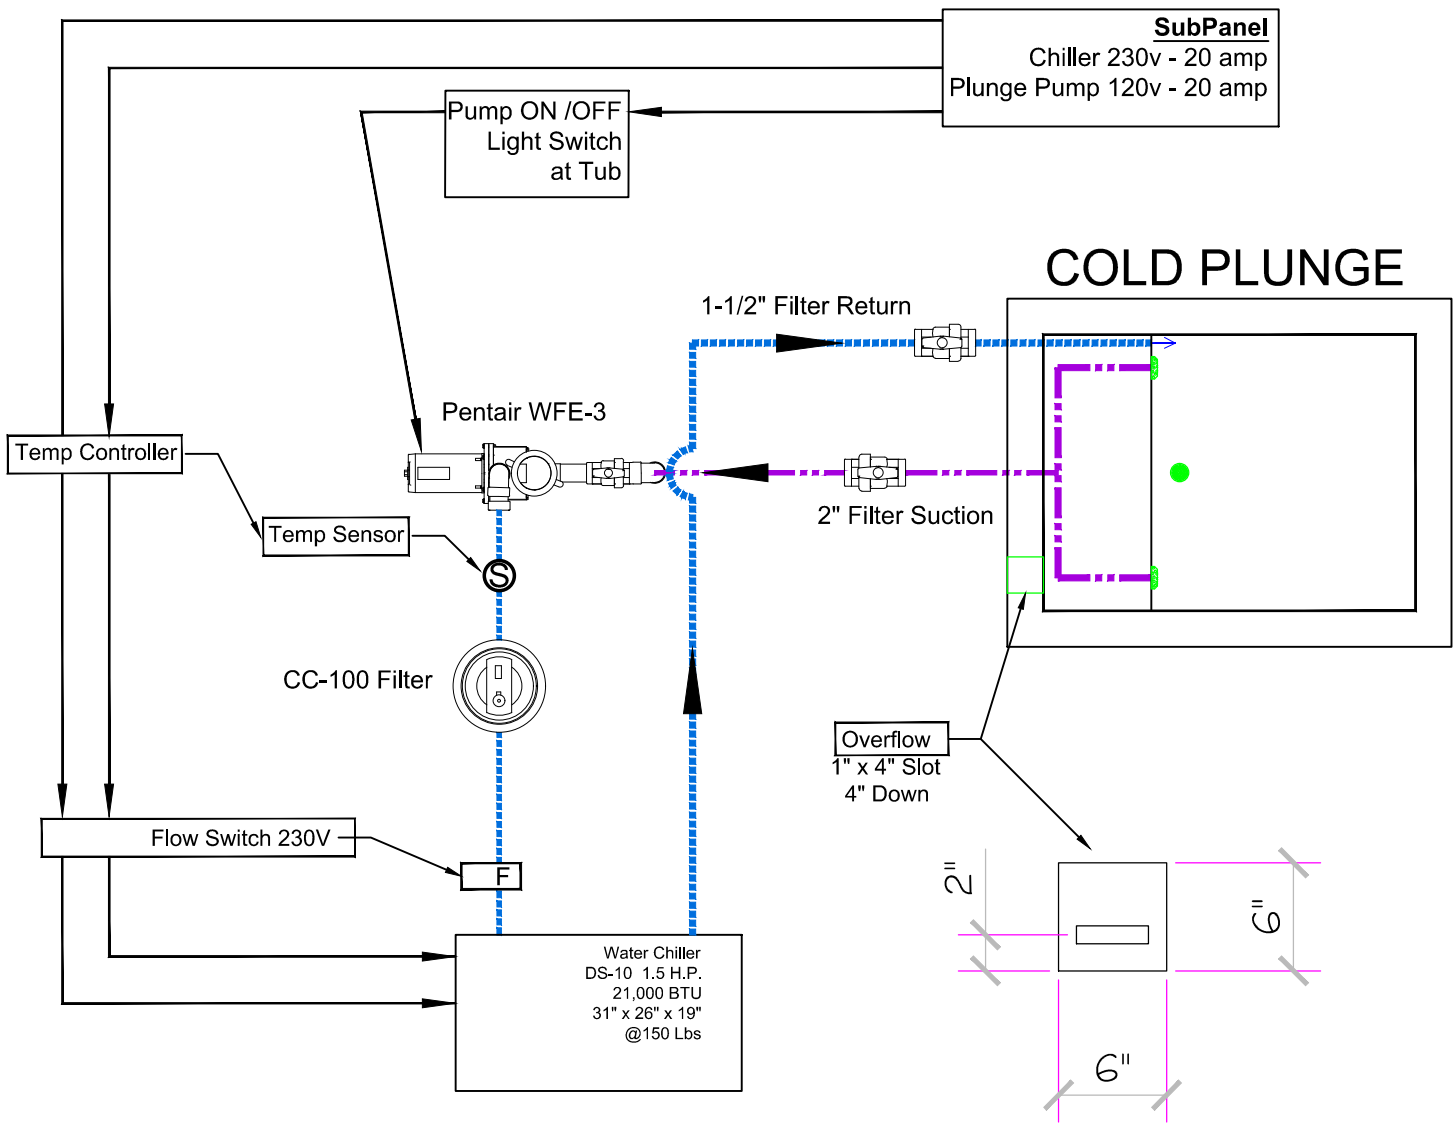 SubPanel
Chiller 230v - 20 amp
Plunge Pump 120v - 20 amp
Pump ON /OFF
Light Switch
at Tub
COLD PLUNGE
1-1/2" Filter Return
Pentair WFE-3
Temp Controller
2" Filter Suction
Temp Sensor
S
CC-100 Filter
Overflow
1" x 4" Slot
4" Down
Flow Switch 230V
F
2"
6"
Water Chiller
DS-10 1.5 H.P.
21,000 BTU
31" x 26" x 19"
@150 Lbs
6"